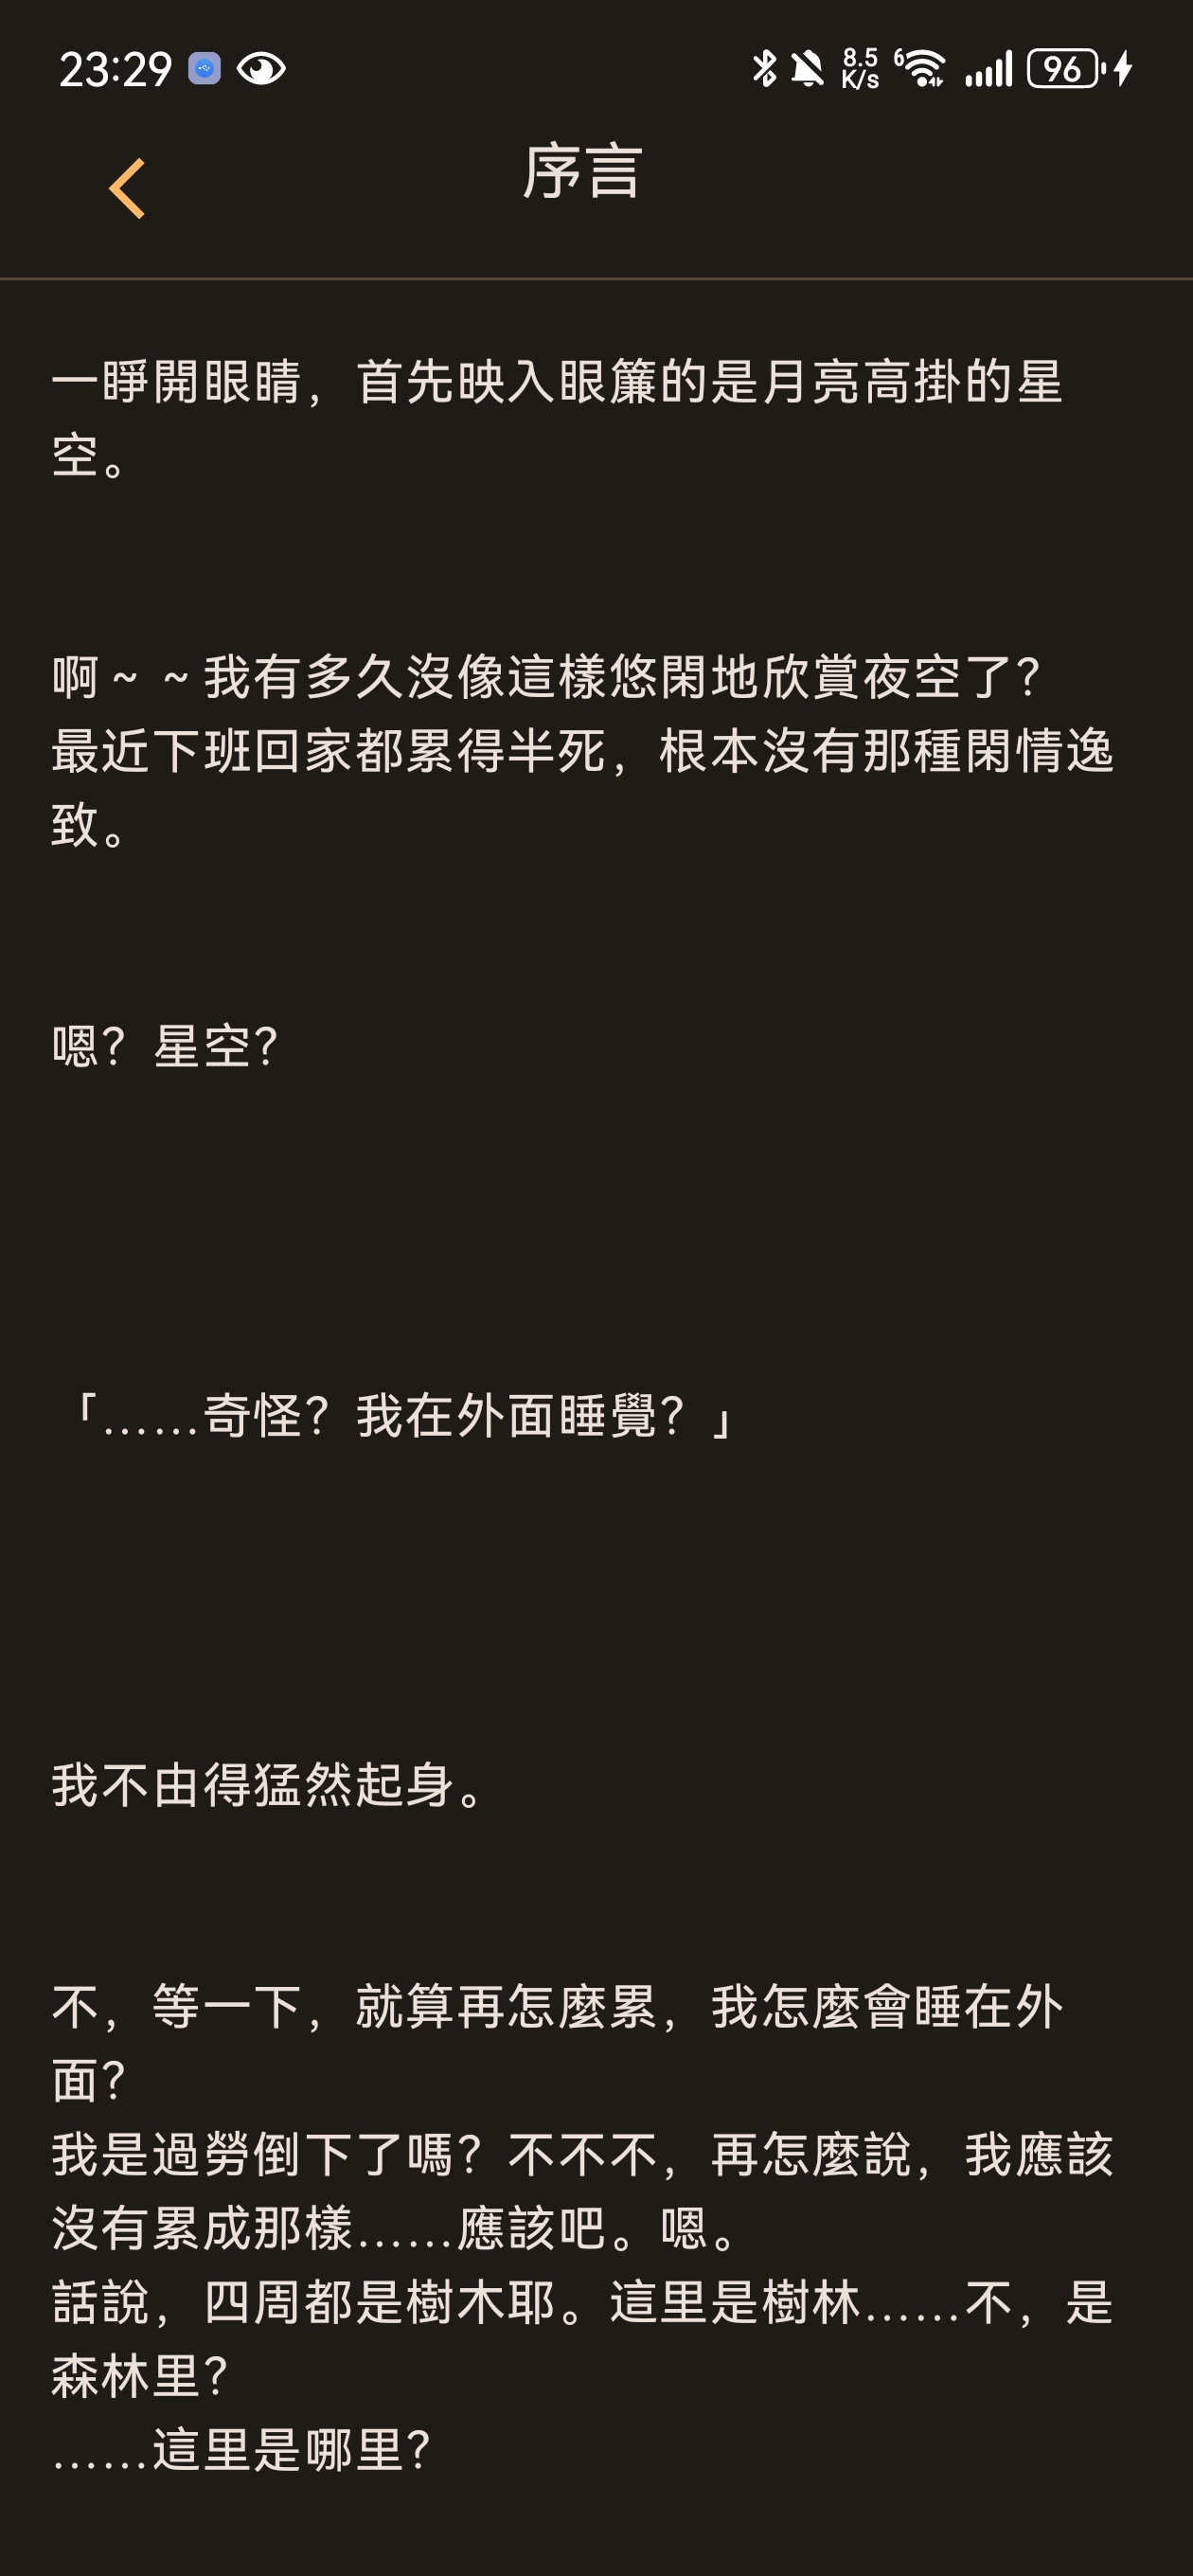 23:29
8.5
K/s
6
96
序言
一睜開眼睛，首先映入眼簾的是月亮高掛的星
空。
啊～～我有多久沒像這樣悠閑地欣賞夜空了？
最近下班回家都累得半死，根本沒有那種閑情逸
致。
嗯？星空？
「……奇怪？我在外面睡覺？」
我不由得猛然起身。
不，等一下，就算再怎麼累，我怎麼會睡在外
面？
我是過勞倒下了嗎？不不不，再怎麼說，我應該
沒有累成那樣……應該吧。嗯。
話說，四周都是樹木耶。這里是樹林……不，是
森林里？
……這里是哪里？